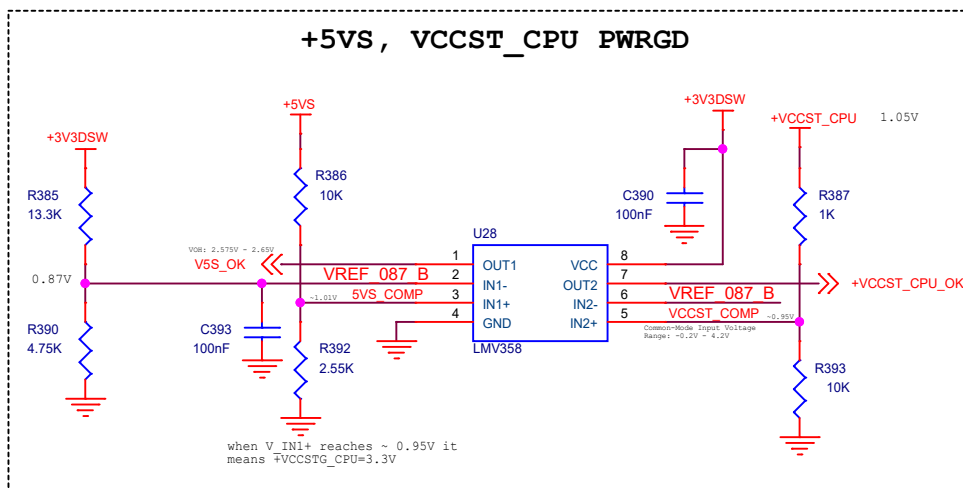 +5VS, VCCST_CPU PWRGD
+5VS
+3V3DSW
+VCCST_CPU
1.05V
+3V3DSW
R385
13.3K
R386
10K
C390
100nF
R387
1K
U28
VOH: 2.575V - 2.65V
V5S_OK
1
OUT1
VCC
8
0.87V
VREF_087_B
2
IN1-
OUT2
7
+VCCST_CPU_OK
~1.01V
5VS_COMP
3
IN1+
IN2-
6
VREF_087_B
4
GND
IN2+
5
VCCST_COMP
~0.95V
LMV358
Common-Mode Input Voltage
Range: -0.2V - 4.2V
R390
4.75K
C393
100nF
R392
2.55K
R393
10K
when V_IN1+ reaches ~ 0.95V it
means +VCCSTG_CPU=3.3V